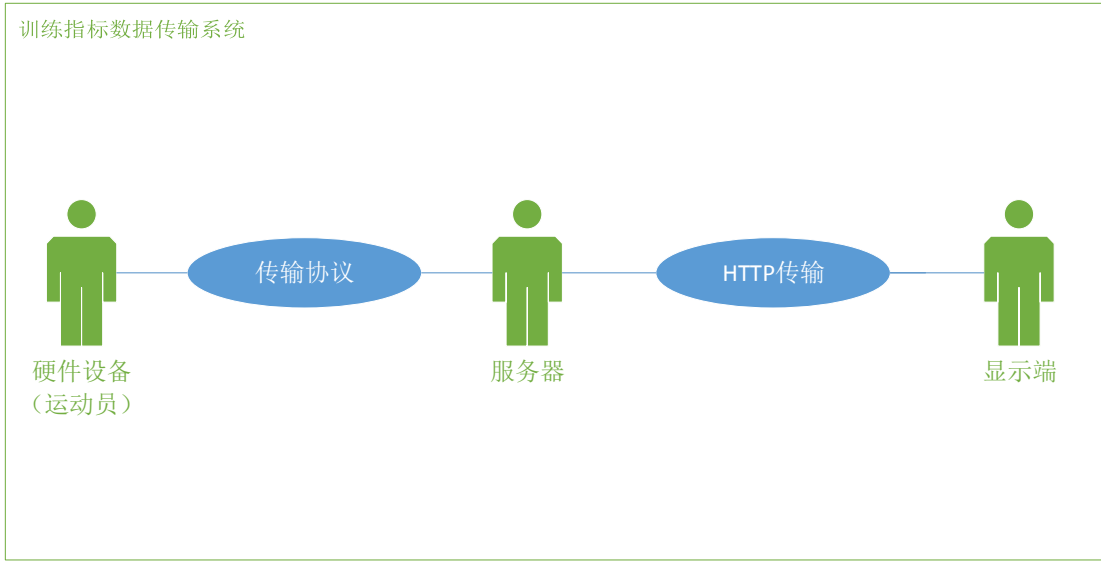 训练指标数据传输系统
传输协议
HTTP传输
硬件设备
（运动员）
服务器
显示端